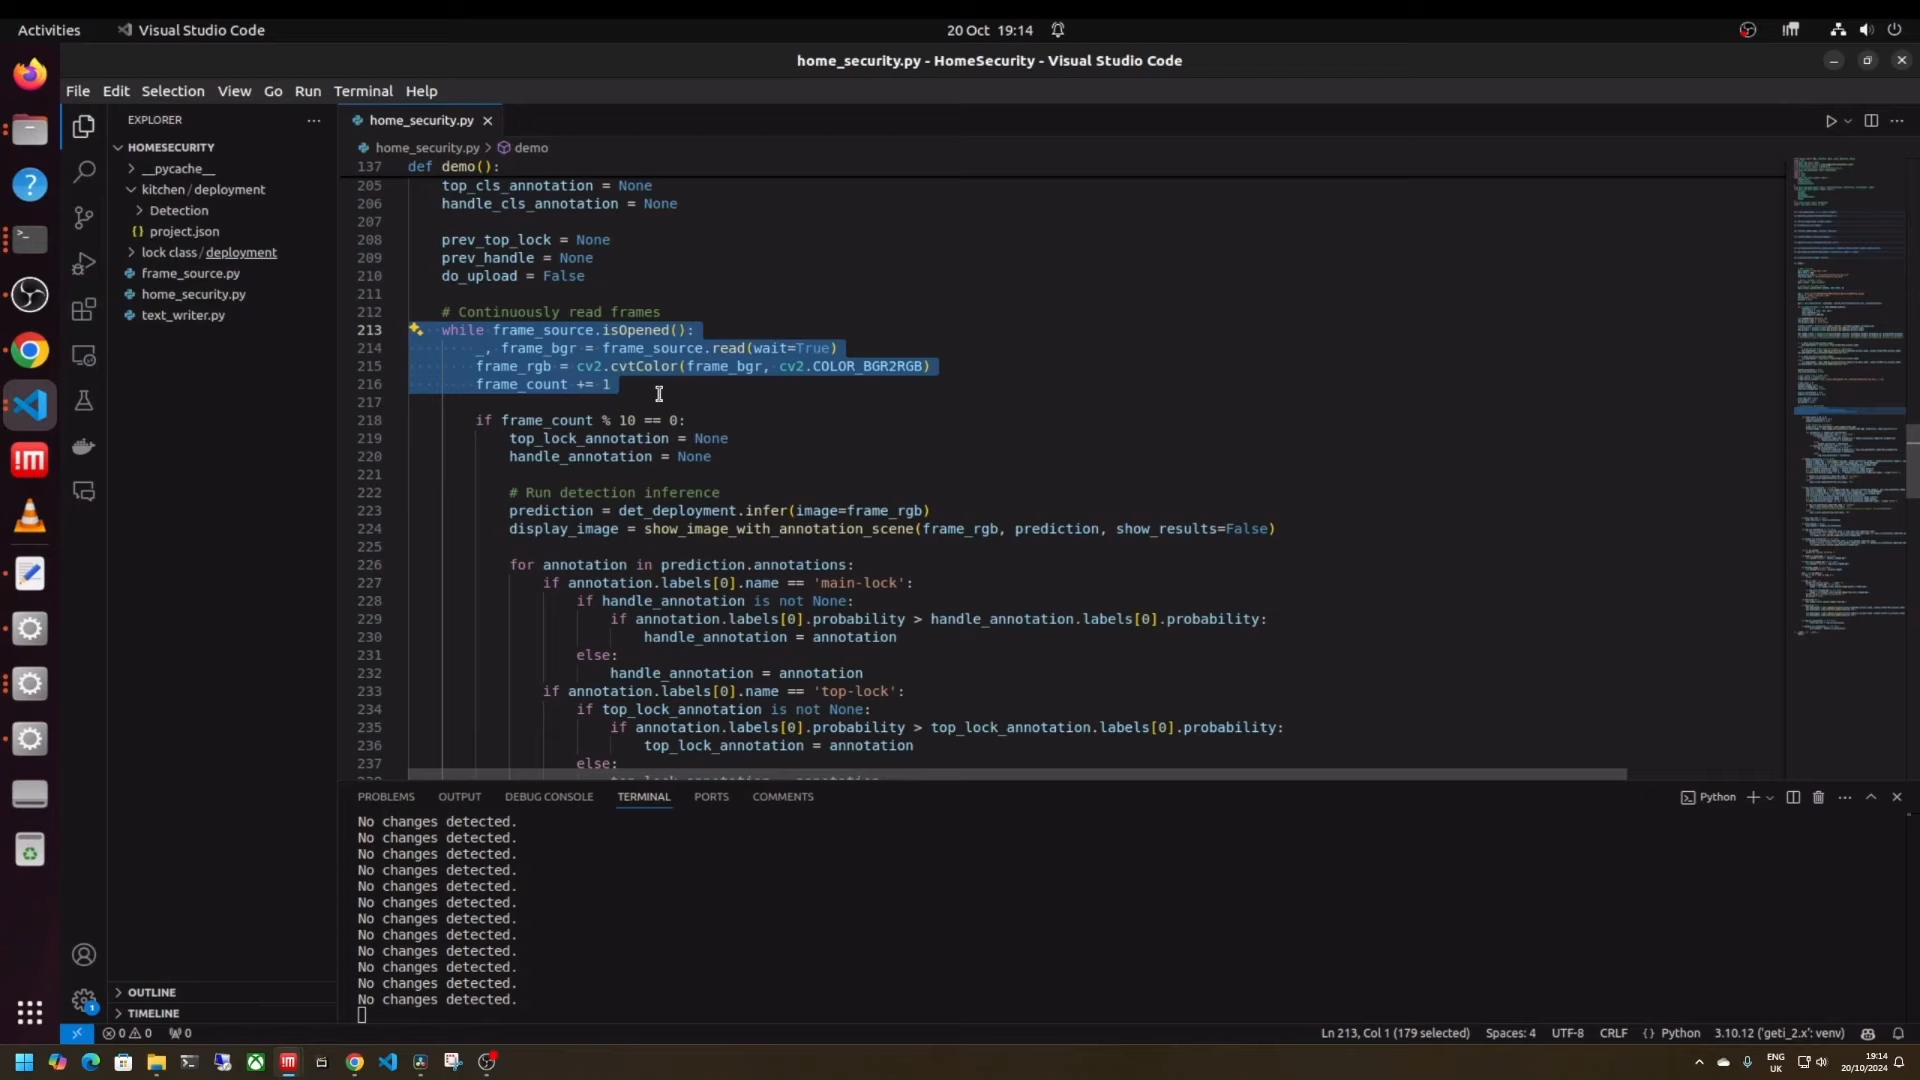 Activities
Visual Studio Code
20 Oct 19:14
home_security.py - HomeSecurity - Visual Studio Code
File Edit Selection View Go Run Terminal Help
EXPLORER
HOMESECURITY
__pycache__
kitchen / deployment
Detection
{} project.json
lock class / deployment
frame_source.py
home_security.py
text_writer.py
OUTLINE
TIMELINE
home_security.py
home_security.py > demo
137 def demo():
205 top_cls_annotation = None
206 handle_cls_annotation = None
207
208 prev_top_lock = None
209 prev_handle = None
210 do_upload = False
211
212 # Continuously read frames
213 while frame_source.isOpened():
214 _, frame_bgr = frame_source.read(wait=True)
215 frame_rgb = cv2.cvtColor(frame_bgr, cv2.COLOR_BGR2RGB)
216 frame_count += 1
217
218 if frame_count % 10 == 0:
219 top_lock_annotation = None
220 handle_annotation = None
221
222 # Run detection inference
223 prediction = det_deployment.infer(image=frame_rgb)
224 display_image = show_image_with_annotation_scene(frame_rgb, prediction, show_results=False)
225
226 for annotation in prediction.annotations:
227 if annotation.labels[0].name == 'main-lock':
228 if handle_annotation is not None:
229 if annotation.labels[0].probability > handle_annotation.labels[0].probability:
230 handle_annotation = annotation
231 else:
232 handle_annotation = annotation
233 if annotation.labels[0].name == 'top-lock':
234 if top_lock_annotation is not None:
235 if annotation.labels[0].probability > top_lock_annotation.labels[0].probability:
236 top_lock_annotation = annotation
237 else:
PROBLEMS OUTPUT DEBUG CONSOLE TERMINAL PORTS COMMENTS
Python
No changes detected.
No changes detected.
No changes detected.
No changes detected.
No changes detected.
No changes detected.
No changes detected.
No changes detected.
No changes detected.
No changes detected.
No changes detected.
No changes detected.
0 0 0
Ln 213, Col 1 (179 selected) Spaces: 4 UTF-8 CRLF {} Python 3.10.12 ('geti_2.x': venv)
ENG
UK
19:14
20/10/2024